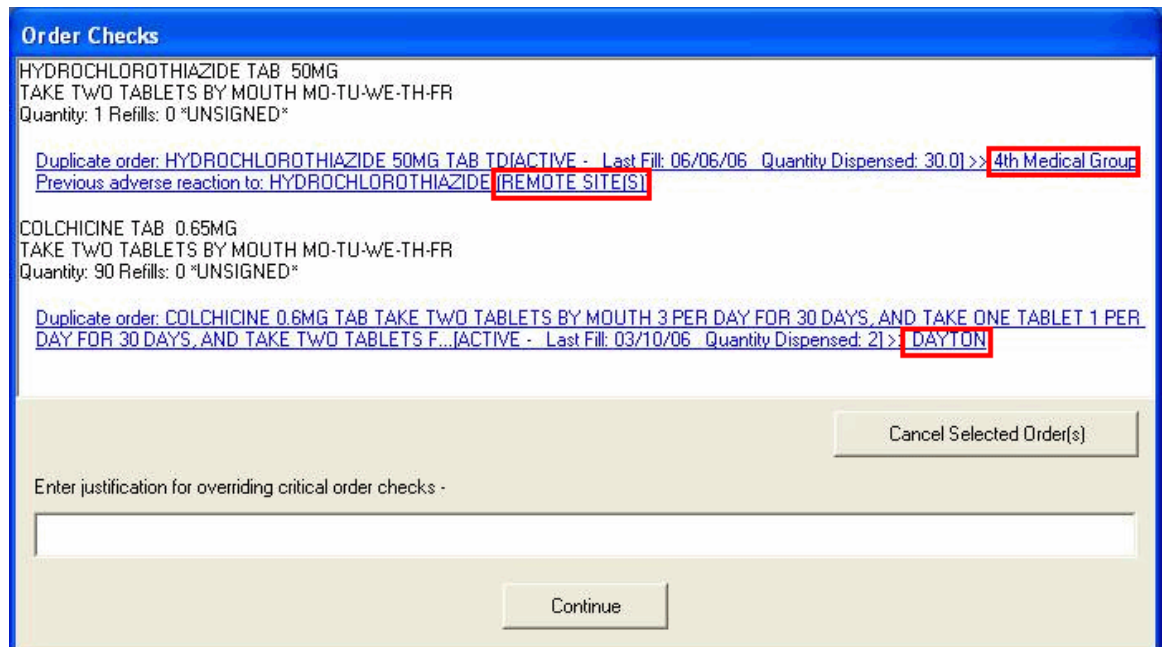 Order Checks
HYDROCHLOROTHIAZIDE TAB 50MG
TAKE TWO TABLETS BY MOUTH MO-TU-WE-TH-FR
Quantity: 1 Refills: 0 *UNSIGNED*
Duplicate order: HYDROCHLOROTHIAZIDE 50MG TAB TD[ACTIVE - Last Fill: 06/06/06 Quantity Dispensed: 30.0] >> 4th Medical Group
Previous adverse reaction to: HYDROCHLOROTHIAZIDE (REMOTE SITE(S)
COLCHICINE TAB 0.65MG
TAKE TWO TABLETS BY MOUTH MO-TU-WE-TH-FR
Quantity: 90 Refills: 0 *UNSIGNED*
Duplicate order: COLCHICINE 0.6MG TAB TAKE TWO TABLETS BY MOUTH 3 PER DAY FOR 30 DAYS, AND TAKE ONE TABLET 1 PER
DAY FOR 30 DAYS, AND TAKE TWO TABLETS F...[ACTIVE - Last Fill: 03/10/06 Quantity Dispensed: 2] >> DAYTON
Cancel Selected Order(s)
Enter justification for overriding critical order checks -
Continue